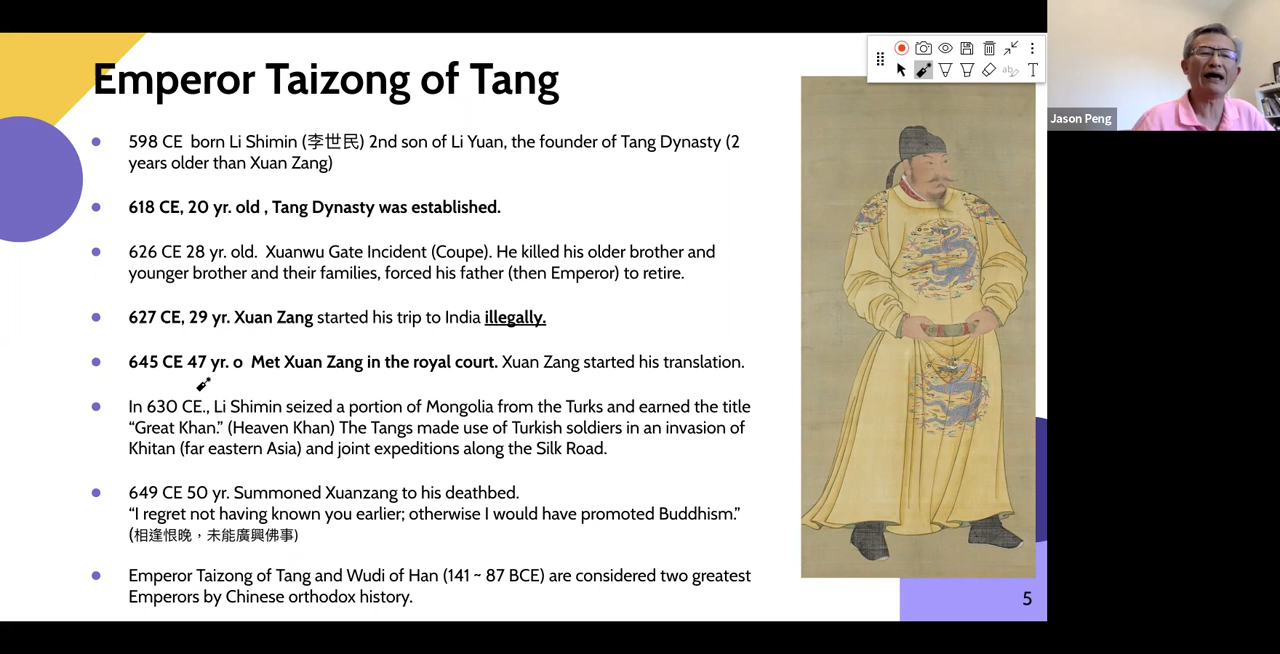 Emperor Taizong of Tang
598 CE born Li Shimin (李世民) 2nd son of Li Yuan, the founder of Tang Dynasty (2
years older than Xuan Zang)
618 CE, 20 yr. old , Tang Dynasty was established.
626 CE 28 yr. old. Xuanwu Gate Incident (Coupe). He killed his older brother and
younger brother and their families, forced his father (then Emperor) to retire.
627 CE, 29 yr. Xuan Zang started his trip to India illegally.
645 CE 47 yr. o Met Xuan Zang in the royal court. Xuan Zang started his translation.
In 630 CE., Li Shimin seized a portion of Mongolia from the Turks and earned the title
“Great Khan.” (Heaven Khan) The Tangs made use of Turkish soldiers in an invasion of
Khitan (far eastern Asia) and joint expeditions along the Silk Road.
649 CE 50 yr. Summoned Xuanzang to his deathbed.
“I regret not having known you earlier; otherwise I would have promoted Buddhism.”
(相逢恨晚，未能廣興佛事)
Emperor Taizong of Tang and Wudi of Han (141 ~ 87 BCE) are considered two greatest
Emperors by Chinese orthodox history.
5
ab
T
Jason Peng